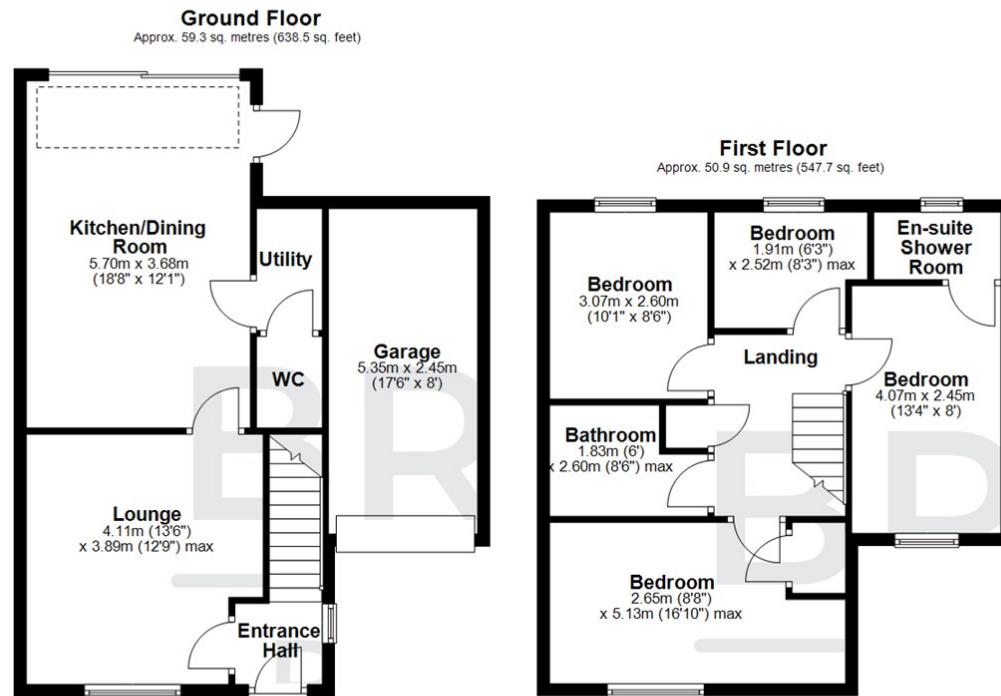 Ground Floor
Approx. 59.3 sq. metres (638.5 sq. feet)
Kitchen/Dining
Room
5.70m x 3.68m
(18'8" x 12'1")
Utility
WC
Garage
5.35m x 2.45m
(17'6" x 8')
Lounge
4.11m (13'6")
x 3.89m (12'9") max
Entrance
Hall
First Floor
Approx. 50.9 sq. metres (547.7 sq. feet)
Bedroom
3.07m x 2.60m
(10'1" x 8'6")
Bedroom
1.91m (6'3")
x 2.52m (8'3") max
En-suite
Shower
Room
Landing
Bedroom
4.07m x 2.45m
(13'4" x 8')
Bathroom
1.83m (6')
x 2.60m (8'6") max
Bedroom
2.65m (8'8")
x 5.13m (16'10") max